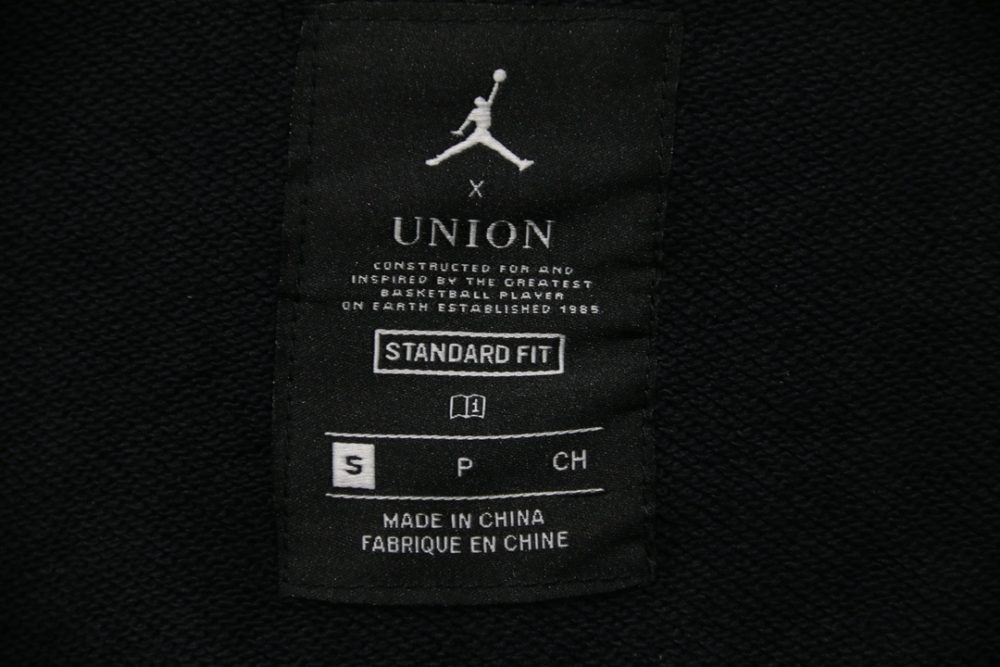 X
UNION
CONSTRUCTED FOR AND
INSPIRED BY THE GREATEST
BASKETBALL PLAYER
ON EARTH ESTABLISHED 1985
STANDARD FIT
i
S P CH
MADE IN CHINA
FABRIQUE EN CHINE